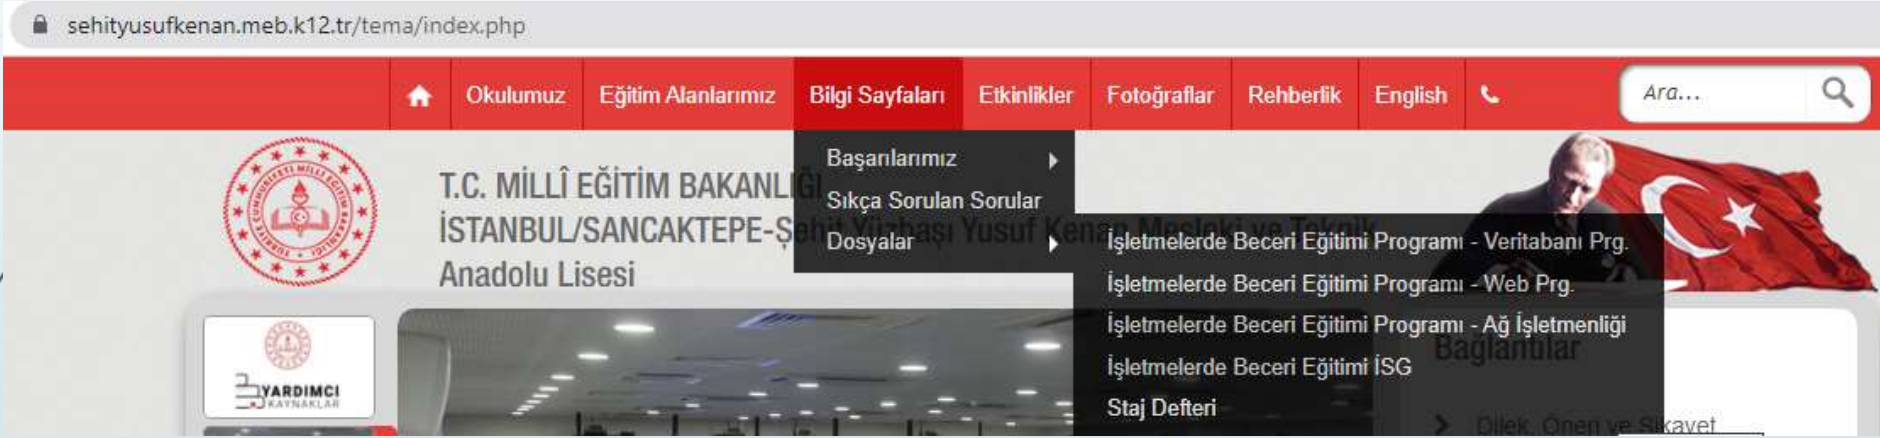 sehityusufkenan.meb.k12.tr/tema/index.php
Okulumuz Eğitim Alanlarımız Bilgi Sayfaları Etkinlikler Fotoğraflar Rehberlik English Ara...
Başarılarımız
Sıkça Sorulan Sorular
Dosyalar
İşletmelerde Beceri Eğitimi Programı - Veritabanı Prg.
İşletmelerde Beceri Eğitimi Programı - Web Prg.
İşletmelerde Beceri Eğitimi Programı - Ağ İşletmenliği
İşletmelerde Beceri Eğitimi İSG
Staj Defteri
T.C. MİLLÎ EĞİTİM BAKANLIĞI
İSTANBUL/SANCAKTEPE-Şehit Yüzbaşı Yusuf Kenan Mesleki ve Teknik
Anadolu Lisesi
YARDIMCI
KAYNAKLAR
Bağlantılar
Dilek, Öneri ve Şikayet